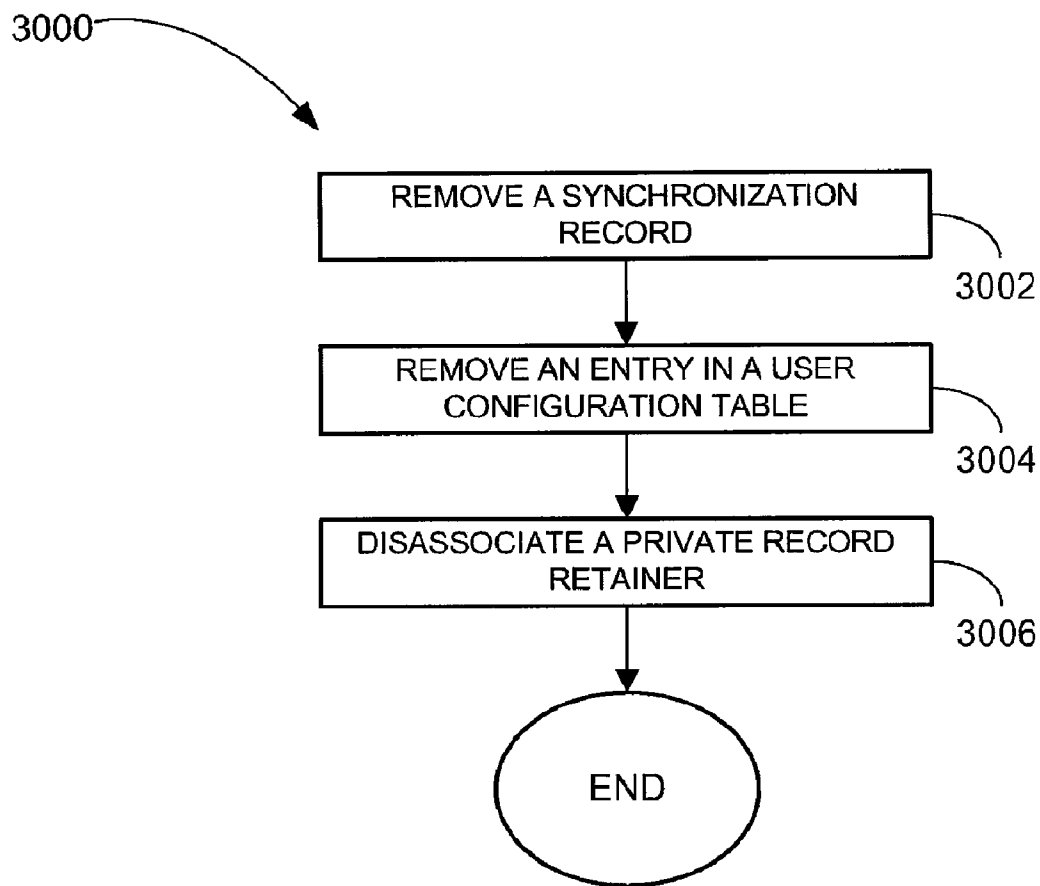 3000
REMOVE A SYNCHRONIZATION
RECORD
3002
REMOVE AN ENTRY IN A USER
CONFIGURATION TABLE
3004
DISASSOCIATE A PRIVATE RECORD
RETAINER
3006
END